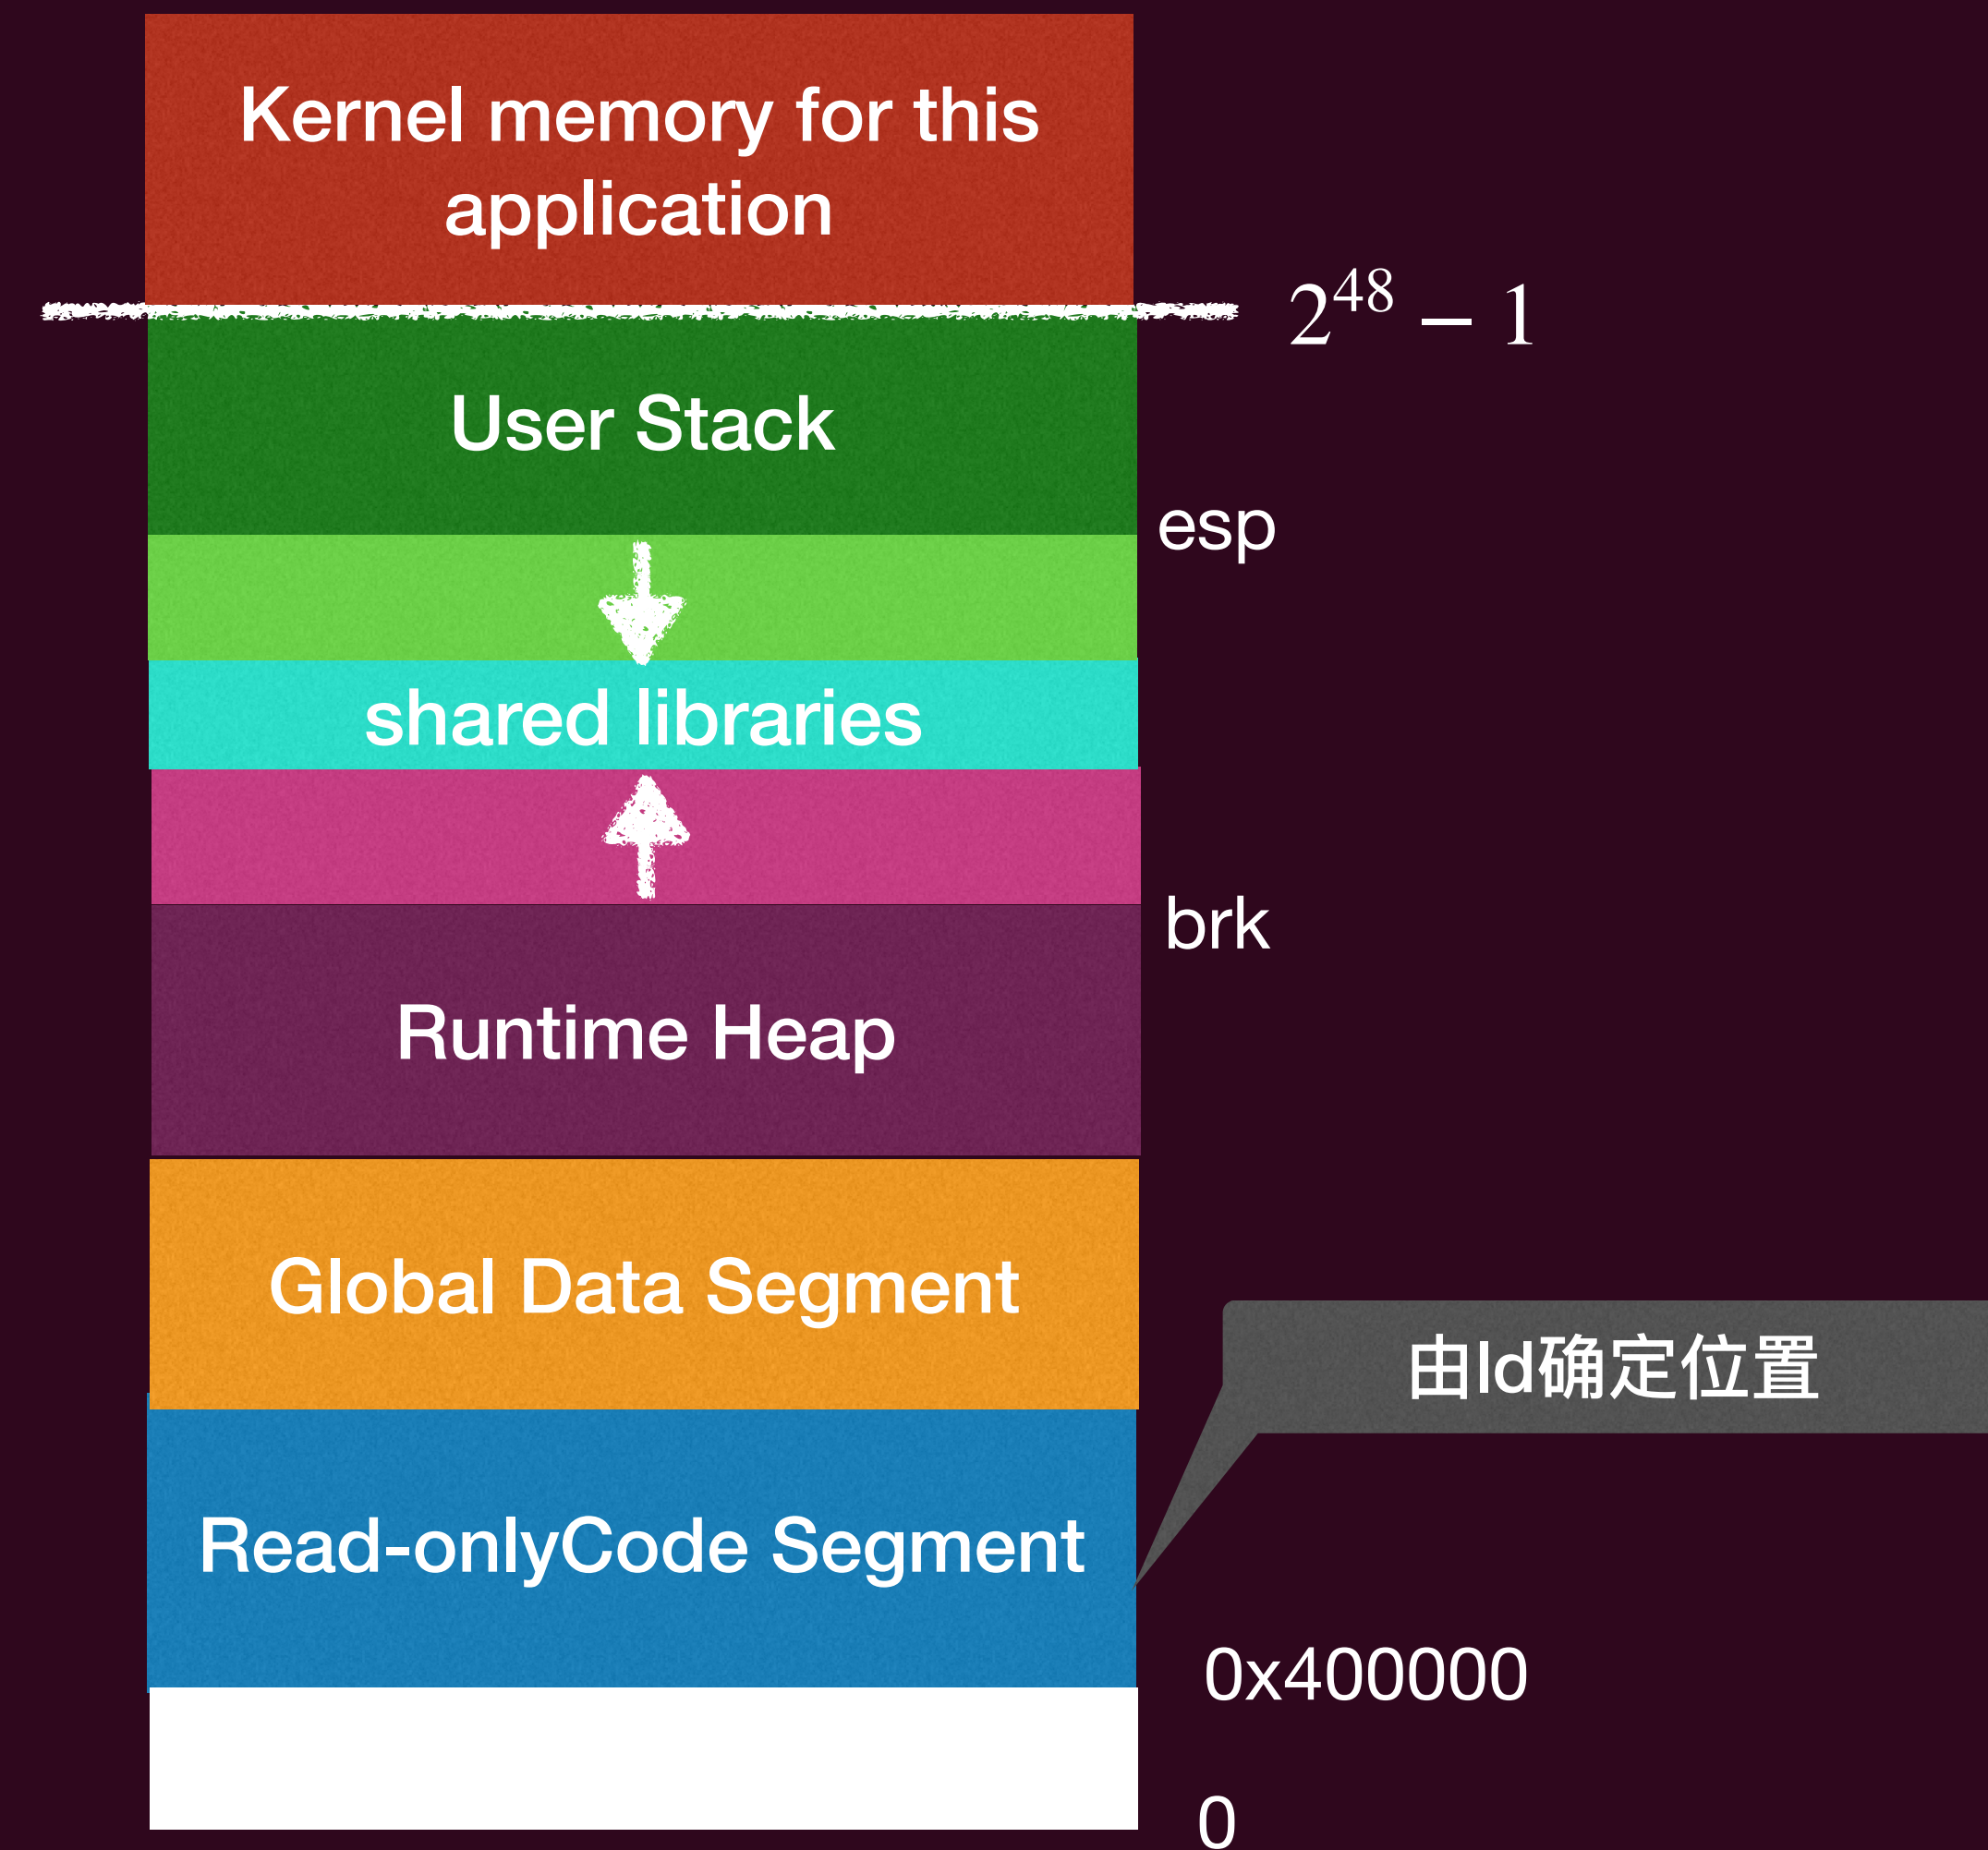 Kernel memory for this
application
2^48 − 1
User Stack
esp
shared libraries
brk
Runtime Heap
Global Data Segment
由ld确定位置
Read-onlyCode Segment
0x400000
0